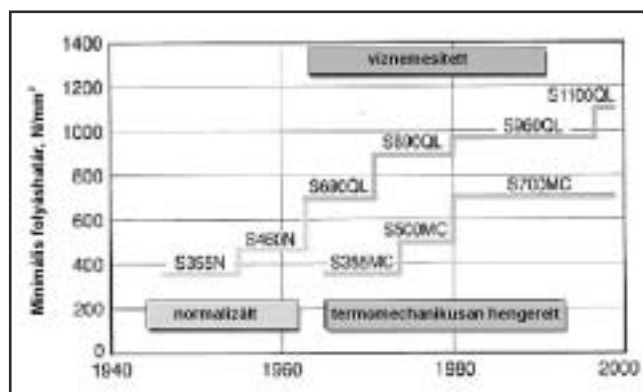 Minimális folyáshatár, N/mm²
1400
1200
1000
800
600
400
200
0
víznemesített
S1100QL
S960QL
S890QL
S690QL
S700MC
S500MC
S460N
S355N
S355MC
normalizált
termomechanikusan hengerelt
1940
1960
1980
2000